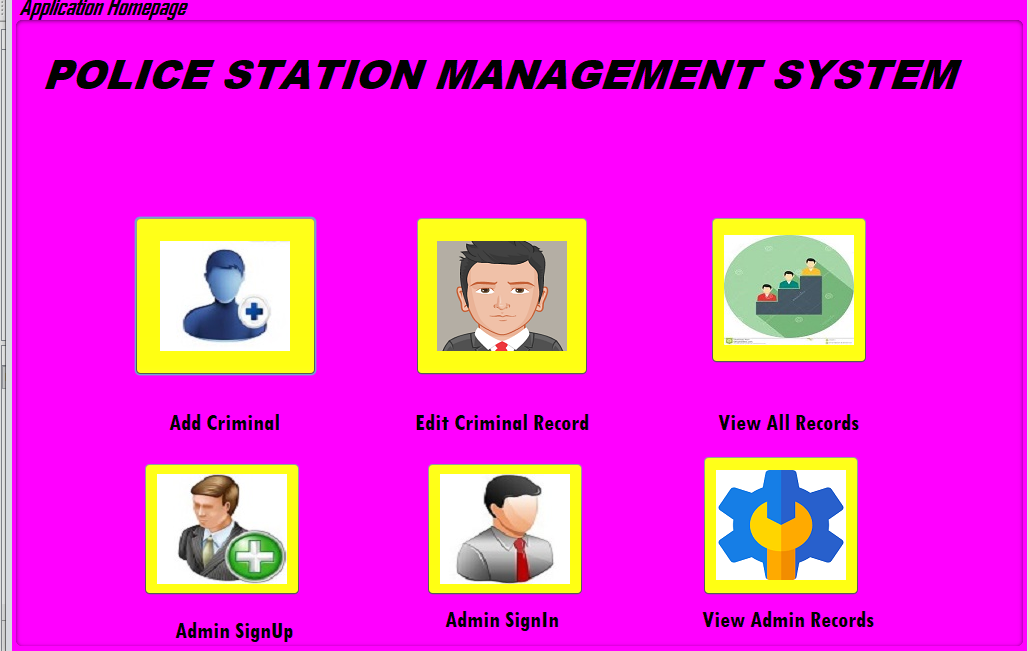 Application Homepage
POLICE STATION MANAGEMENT SYSTEM
Add Criminal
Edit Criminal Record
View All Records
Admin SignUp
Admin SignIn
View Admin Records